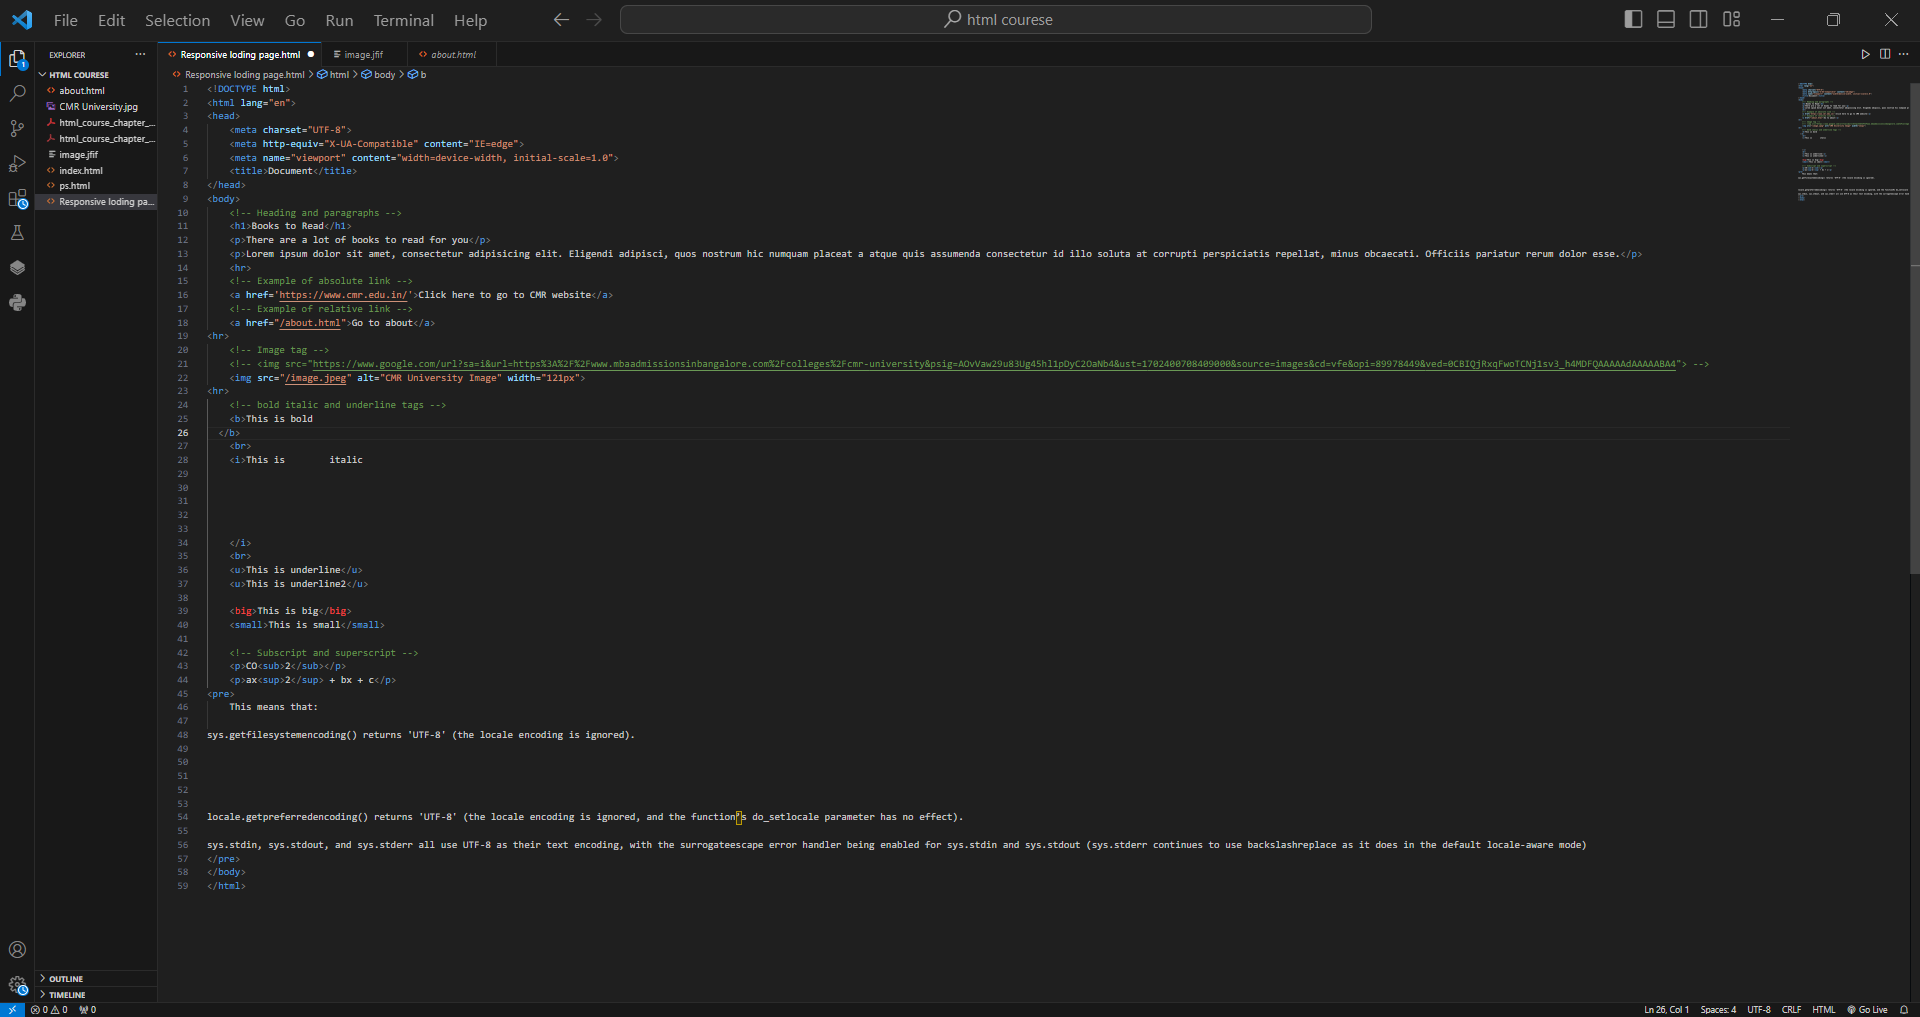 File Edit Selection View Go Run Terminal Help
html courese
EXPLORER
HTML COURESE
about.html
CMR University.jpg
html_course_chapter_...
html_course_chapter_...
image.jfif
index.html
ps.html
Responsive loding pa...
OUTLINE
TIMELINE
Responsive loding page.html
image.jfif
about.html
Responsive loding page.html > html > body > b
1 <!DOCTYPE html>
2 <html lang="en">
3 <head>
4 <meta charset="UTF-8">
5 <meta http-equiv="X-UA-Compatible" content="IE=edge">
6 <meta name="viewport" content="width=device-width, initial-scale=1.0">
7 <title>Document</title>
8 </head>
9 <body>
10 <!-- Heading and paragraphs -->
11 <h1>Books to Read</h1>
12 <p>There are a lot of books to read for you</p>
13 <p>Lorem ipsum dolor sit amet, consectetur adipisicing elit. Eligendi adipisci, quos nostrum hic numquam placeat a atque quis assumenda consectetur id illo soluta at corrupti perspiciatis repellat, minus obcaecati. Officiis pariatur rerum dolor esse.</p>
14 <hr>
15 <!-- Example of absolute link -->
16 <a href='https://www.cmr.edu.in/'>Click here to go to CMR website</a>
17 <!-- Example of relative link -->
18 <a href="/about.html">Go to about</a>
19 <hr>
20 <!-- Image tag -->
21 <!-- <img src="https://www.google.com/url?sa=i&url=https%3A%2F%2Fwww.mbaadmissionsinbangalore.com%2Fcolleges%2Fcmr-university&psig=AOvVaw29u83Ug45hl1pDyC2OaNb4&ust=1702400708409000&source=images&cd=vfe&opi=89978449&ved=0CBIQjRxqFwoTCNj1sv3_h4MDFQAAAAAdAAAAABA4"> -->
22 <img src="/image.jpeg" alt="CMR University Image" width="121px">
23 <hr>
24 <!-- bold italic and underline tags -->
25 <b>This is bold
26 </b>
27 <br>
28 <i>This is        italic
29
30
31
32
33
34 </i>
35 <br>
36 <u>This is underline</u>
37 <u>This is underline2</u>
38
39 <big>This is big</big>
40 <small>This is small</small>
41
42 <!-- Subscript and superscript -->
43 <p>CO<sub>2</sub></p>
44 <p>ax<sup>2</sup> + bx + c</p>
45 <pre>
46 This means that:
47
48 sys.getfilesystemencoding() returns 'UTF-8' (the locale encoding is ignored).
49
50
51
52
53
54 locale.getpreferredencoding() returns 'UTF-8' (the locale encoding is ignored, and the function’s do_setlocale parameter has no effect).
55
56 sys.stdin, sys.stdout, and sys.stderr all use UTF-8 as their text encoding, with the surrogateescape error handler being enabled for sys.stdin and sys.stdout (sys.stderr continues to use backslashreplace as it does in the default locale-aware mode)
57 </pre>
58 </body>
59 </html>
0 0 0
Ln 26, Col 1 Spaces: 4 UTF-8 CRLF HTML Go Live